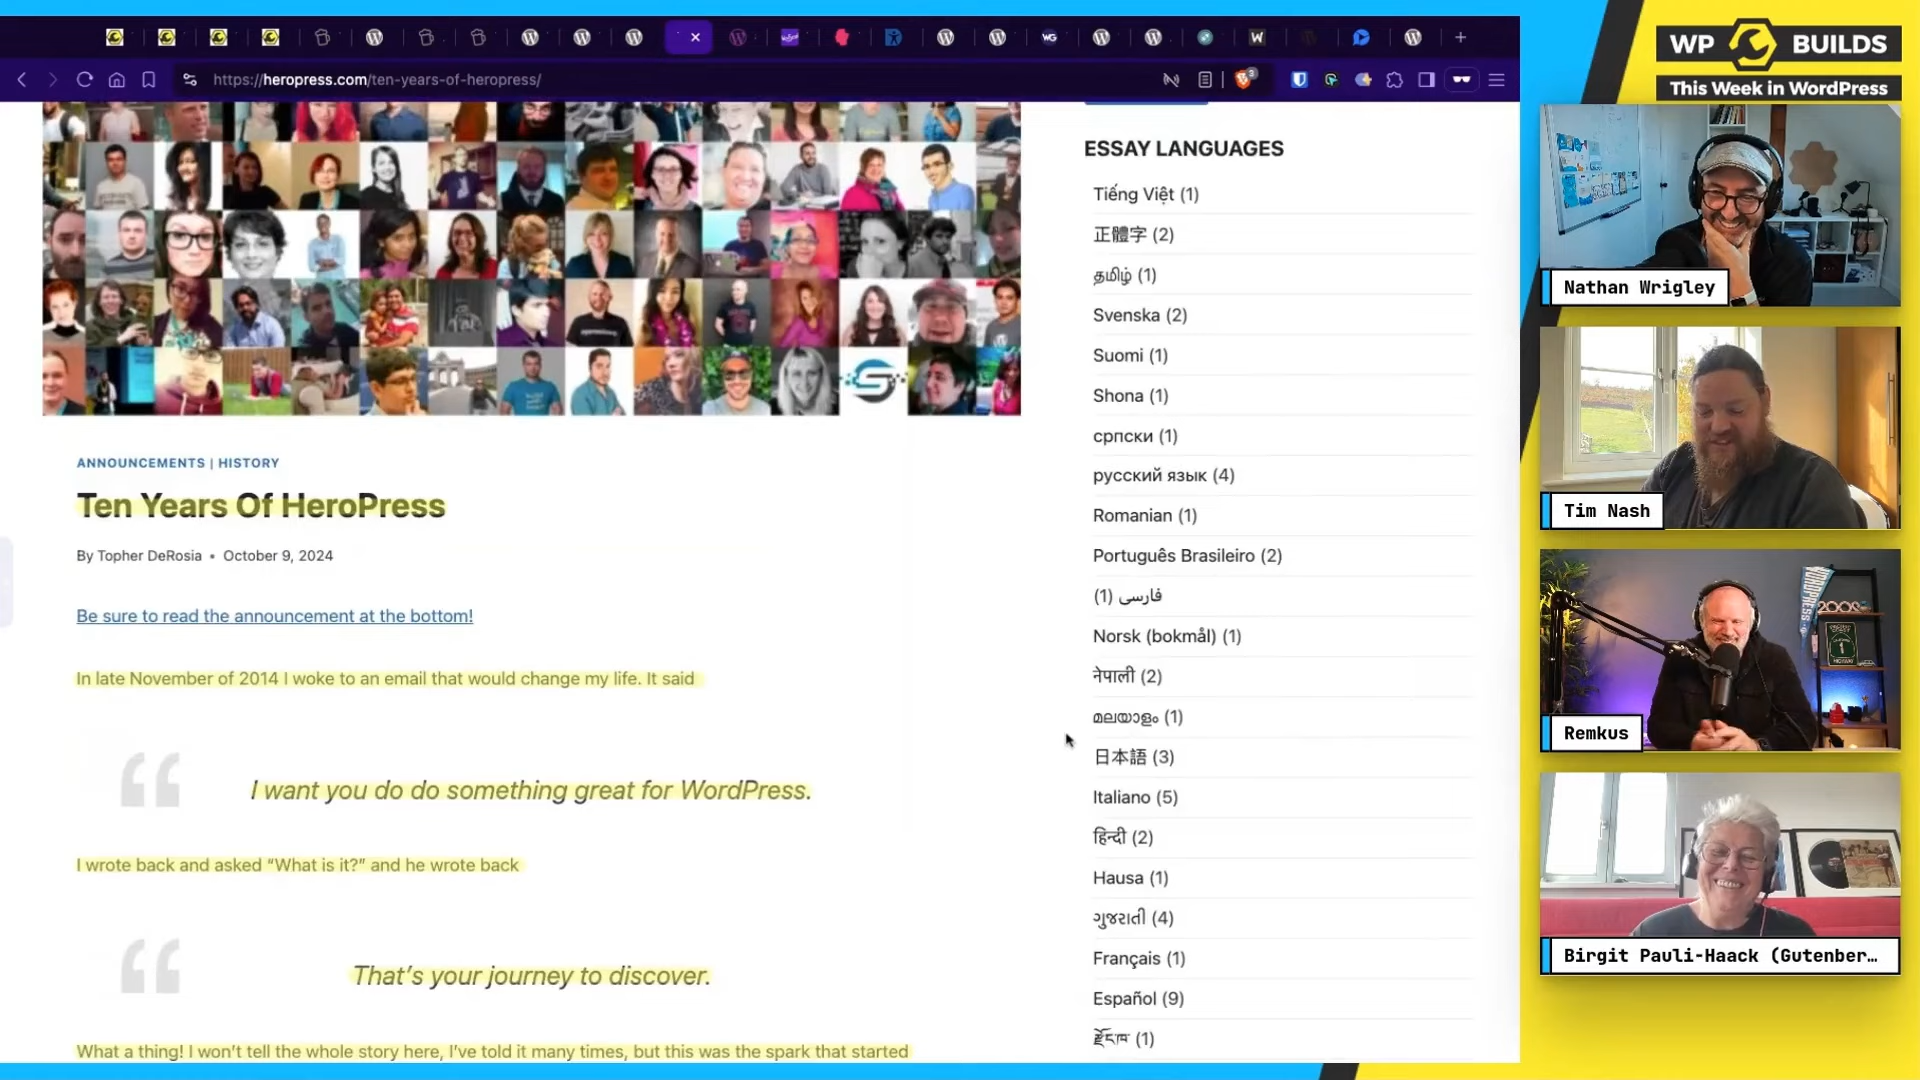 https://heropress.com/ten-years-of-heropress/
WP BUILDS
This Week in WordPress
ANNOUNCEMENTS | HISTORY
Ten Years Of HeroPress
By Topher DeRosia • October 9, 2024
Be sure to read the announcement at the bottom!
In late November of 2014 I woke to an email that would change my life. It said
I want you do do something great for WordPress.
I wrote back and asked “What is it?” and he wrote back
That’s your journey to discover.
What a thing! I won’t tell the whole story here, I’ve told it many times, but this was the spark that started
ESSAY LANGUAGES
Tiếng Việt (1)
正體字 (2)
தமிழ் (1)
Svenska (2)
Suomi (1)
Shona (1)
српски (1)
русский язык (4)
Romanian (1)
Português Brasileiro (2)
فارسی (1)
Norsk (bokmål) (1)
नेपाली (2)
മലയാളം (1)
日本語 (3)
Italiano (5)
हिन्दी (2)
Hausa (1)
ગુજરાતી (4)
Français (1)
Español (9)
རྫོང་ཁ (1)
Nathan Wrigley
Tim Nash
Remkus
Birgit Pauli-Haack (Gutenber…